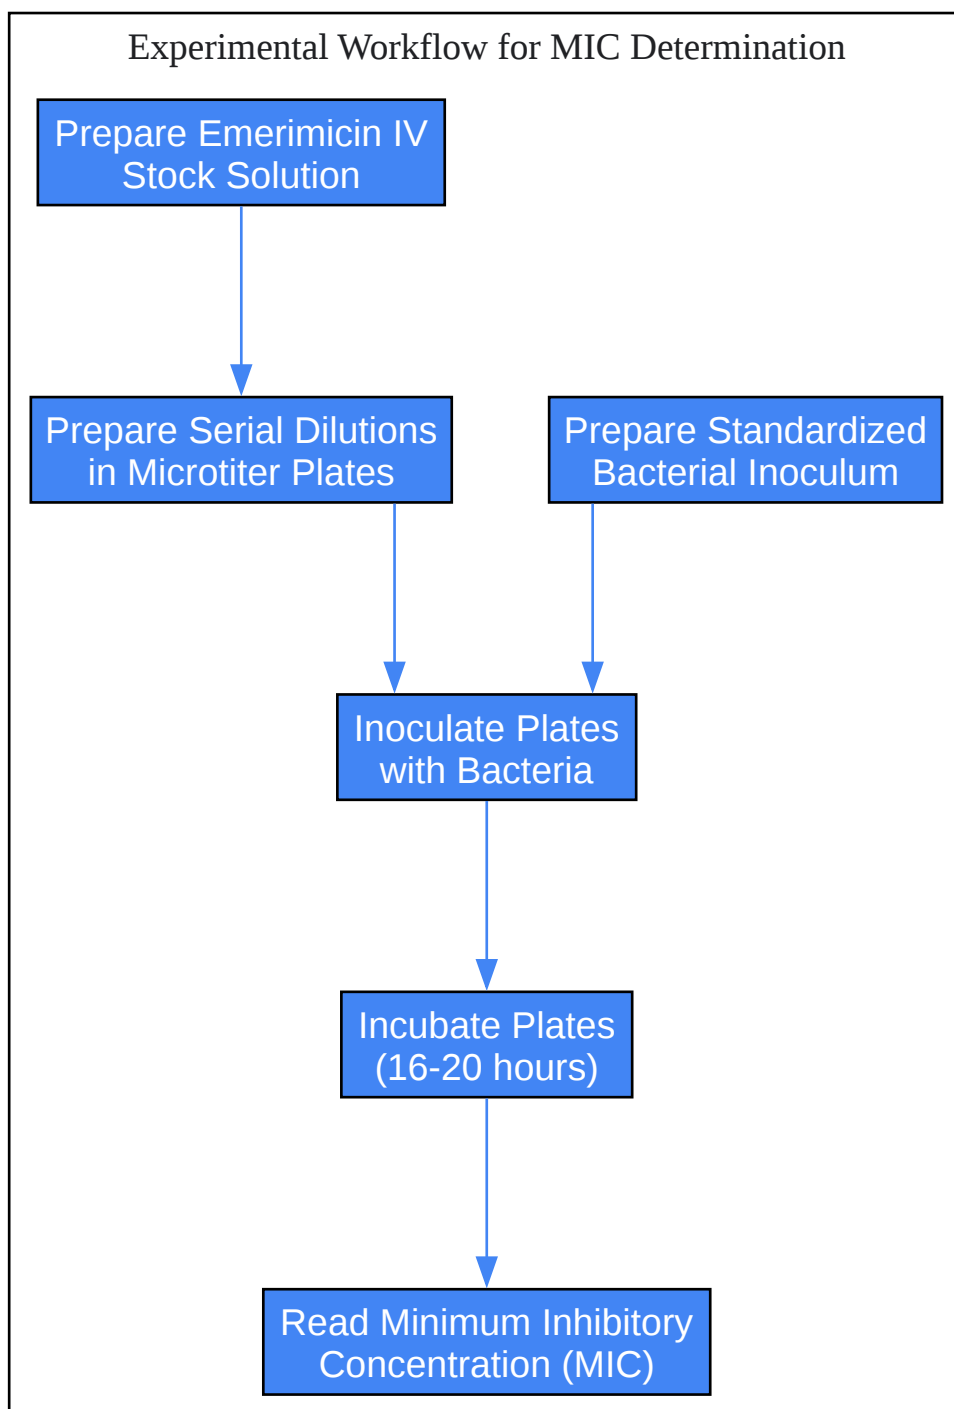 Experimental Workflow for MIC Determination
Prepare Emerimicin IV
Stock Solution
Prepare Serial Dilutions
in Microtiter Plates
Prepare Standardized
Bacterial Inoculum
Inoculate Plates
with Bacteria
Incubate Plates
(16-20 hours)
Read Minimum Inhibitory
Concentration (MIC)